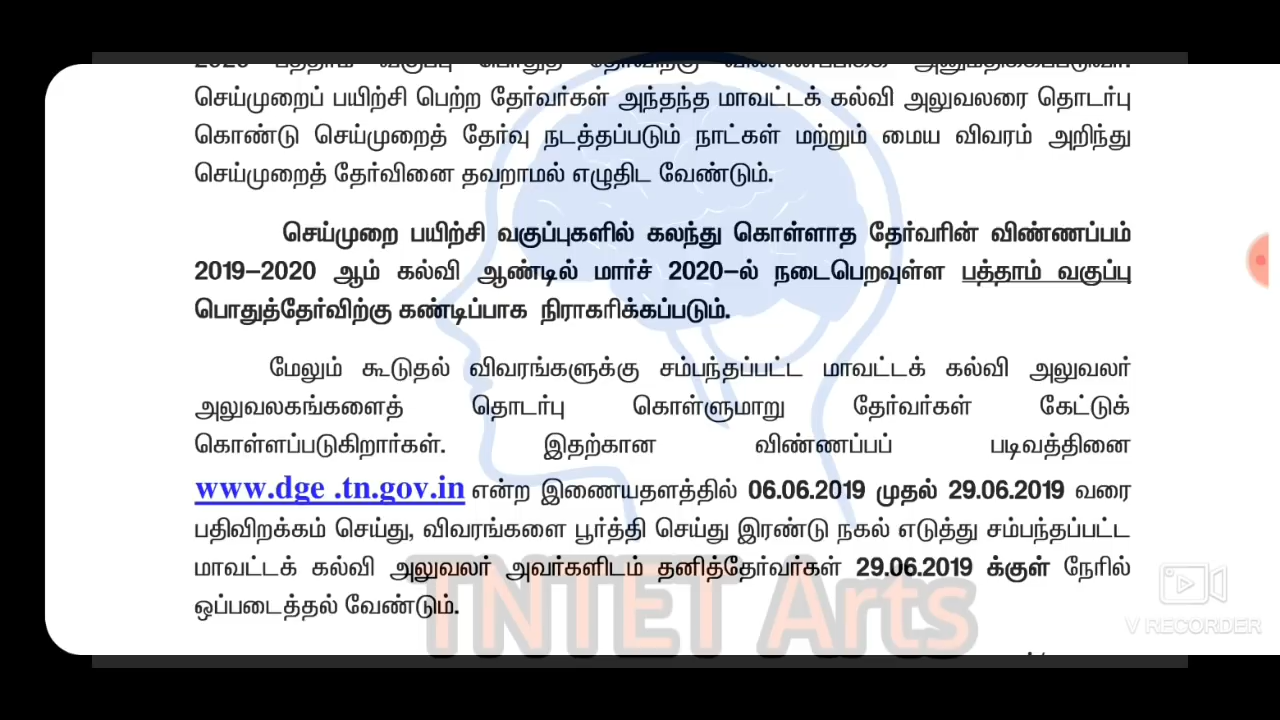 செய்முறைப் பயிற்சி பெற்ற தேர்வர்கள் அந்தந்த மாவட்டக் கல்வி அலுவலரை தொடர்பு
கொண்டு செய்முறைத் தேர்வு நடத்தப்படும் நாட்கள் மற்றும் மைய விவரம் அறிந்து
செய்முறைத் தேர்வினை தவறாமல் எழுதிட வேண்டும்.
செய்முறை பயிற்சி வகுப்புகளில் கலந்து கொள்ளாத தேர்வரின் விண்ணப்பம்
2019–2020 ஆம் கல்வி ஆண்டில் மார்ச் 2020–ல் நடைபெறவுள்ள பத்தாம் வகுப்பு
பொதுத்தேர்விற்கு கண்டிப்பாக நிராகரிக்கப்படும்.
மேலும் கூடுதல் விவரங்களுக்கு சம்பந்தப்பட்ட மாவட்டக் கல்வி அலுவலர்
அலுவலகங்களைத் தொடர்பு கொள்ளுமாறு தேர்வர்கள் கேட்டுக்
கொள்ளப்படுகிறார்கள். இதற்கான விண்ணப்பப் படிவத்தினை
www.dge .tn.gov.in என்ற இணையதளத்தில் 06.06.2019 முதல் 29.06.2019 வரை
பதிவிறக்கம் செய்து, விவரங்களை பூர்த்தி செய்து இரண்டு நகல் எடுத்து சம்பந்தப்பட்ட
மாவட்டக் கல்வி அலுவலர் அவர்களிடம் தனித்தேர்வர்கள் 29.06.2019 க்குள் நேரில்
ஒப்படைத்தல் வேண்டும்.
TNTET Arts
V RECORDER